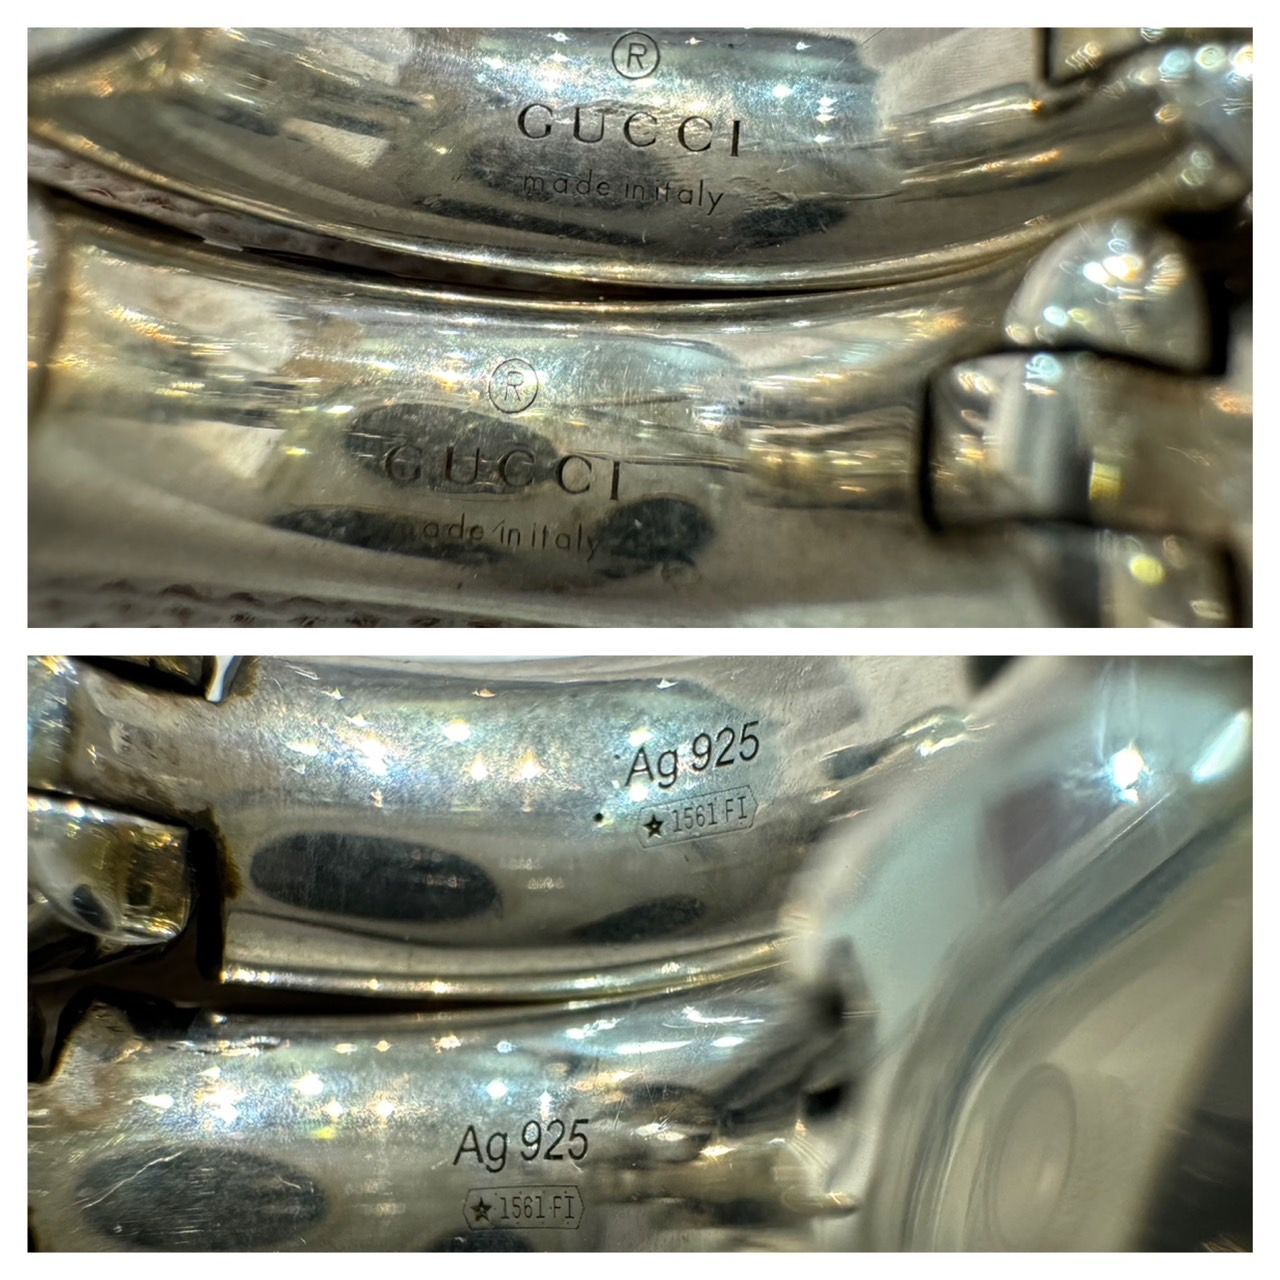 ®
GUCCI
made in italy
®
GUCCI
made in italy
Ag 925
★ 1561 FI
Ag 925
★ 1561 FI